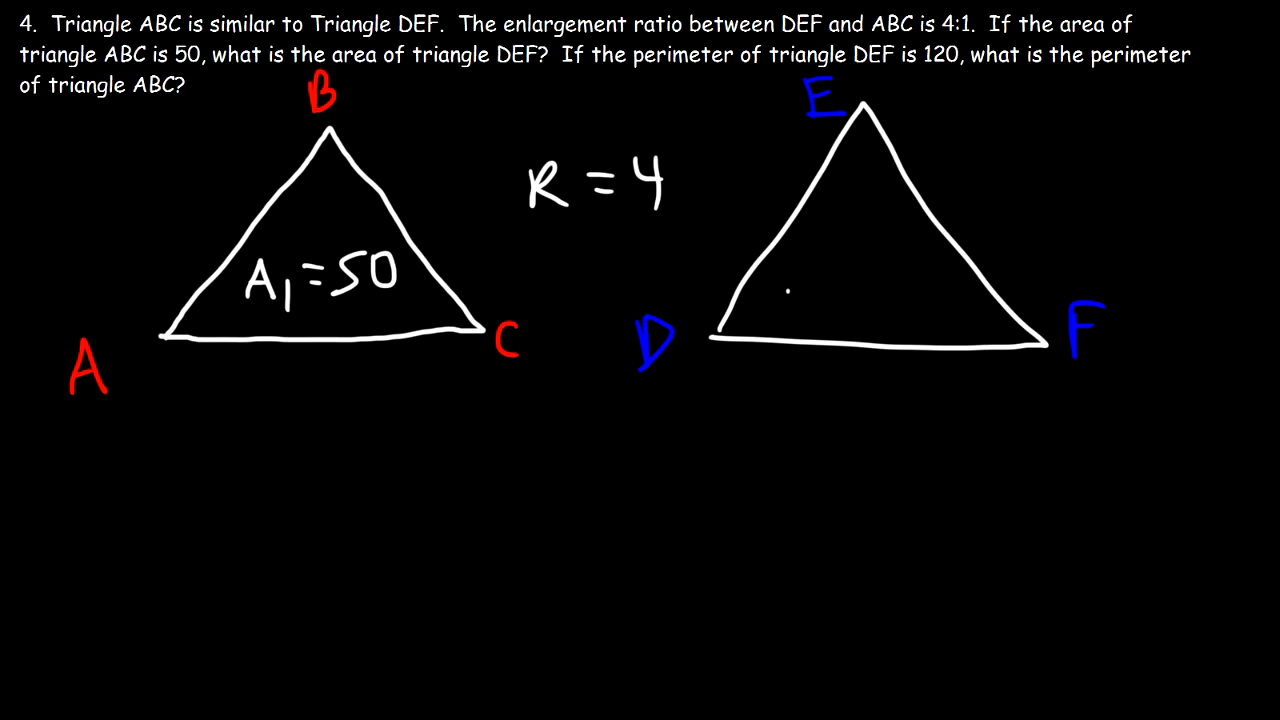 4. Triangle ABC is similar to Triangle DEF. The enlargement ratio between DEF and ABC is 4:1. If the area of
triangle ABC is 50, what is the area of triangle DEF? If the perimeter of triangle DEF is 120, what is the perimeter
of triangle ABC?
B
E
R = 4
A₁ = 50
A
C
D
F